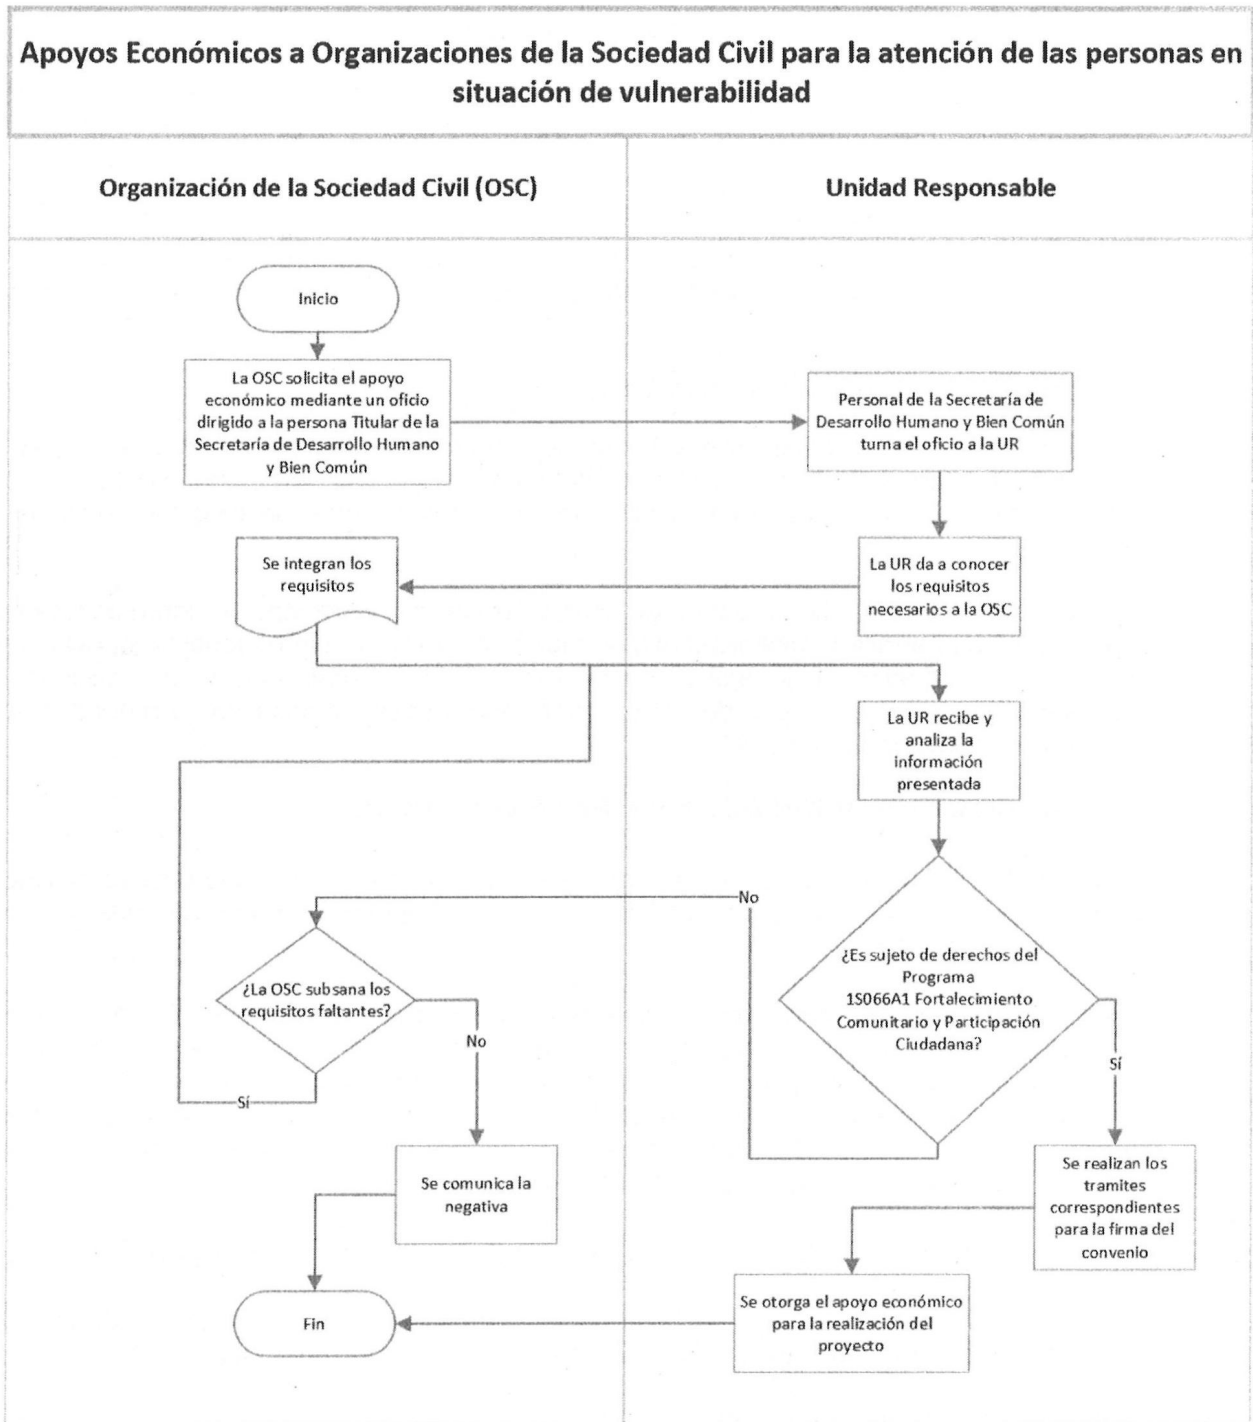 Apoyos Económicos a Organizaciones de la Sociedad Civil para la atención de las personas en
situación de vulnerabilidad
Organización de la Sociedad Civil (OSC)
Unidad Responsable
Inicio
La OSC solicita el apoyo
económico mediante un oficio
dirigido a la persona Titular de la
Secretaría de Desarrollo Humano
y Bien Común
Personal de la Secretaría de
Desarrollo Humano y Bien Común
turna el oficio a la UR
La UR da a conocer
los requisitos
necesarios a la OSC
Se integran los
requisitos
La UR recibe y
analiza la
información
presentada
¿Es sujeto de derechos del
Programa
1S066A1 Fortalecimiento
Comunitario y Participación
Ciudadana?
No
Sí
¿La OSC subsana los
requisitos faltantes?
No
Sí
Se comunica la
negativa
Se realizan los
tramites
correspondientes
para la firma del
convenio
Se otorga el apoyo económico
para la realización del
proyecto
Fin